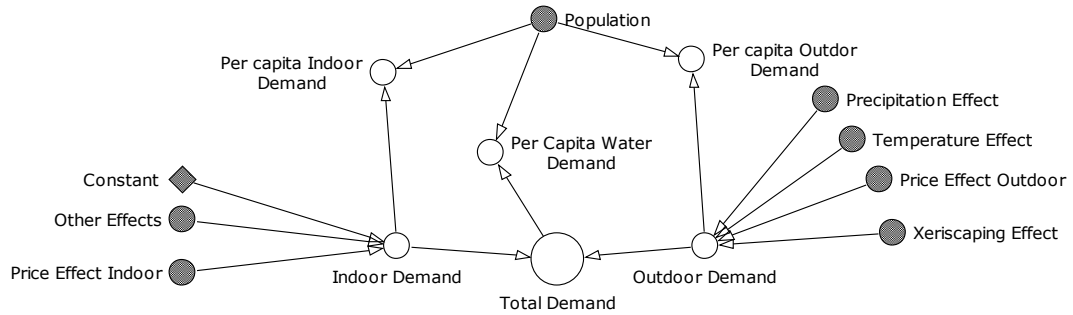 Population
Per capita Indoor
Demand
Per capita Outdor
Demand
Precipitation Effect
Per Capita Water
Demand
Temperature Effect
Constant
Price Effect Outdoor
Other Effects
Xeriscaping Effect
Price Effect Indoor
Indoor Demand
Outdoor Demand
Total Demand